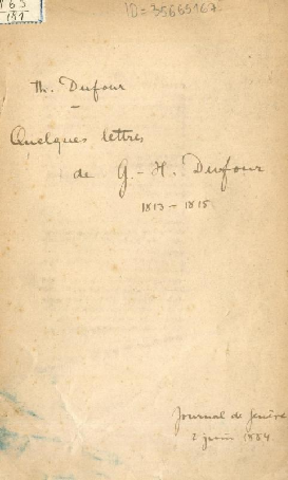 ID=35665167
Th. Dufour
—
Quelques lettres
de G.-H. Dufour
1813-1815
Journal de Genève
2 juin 1884